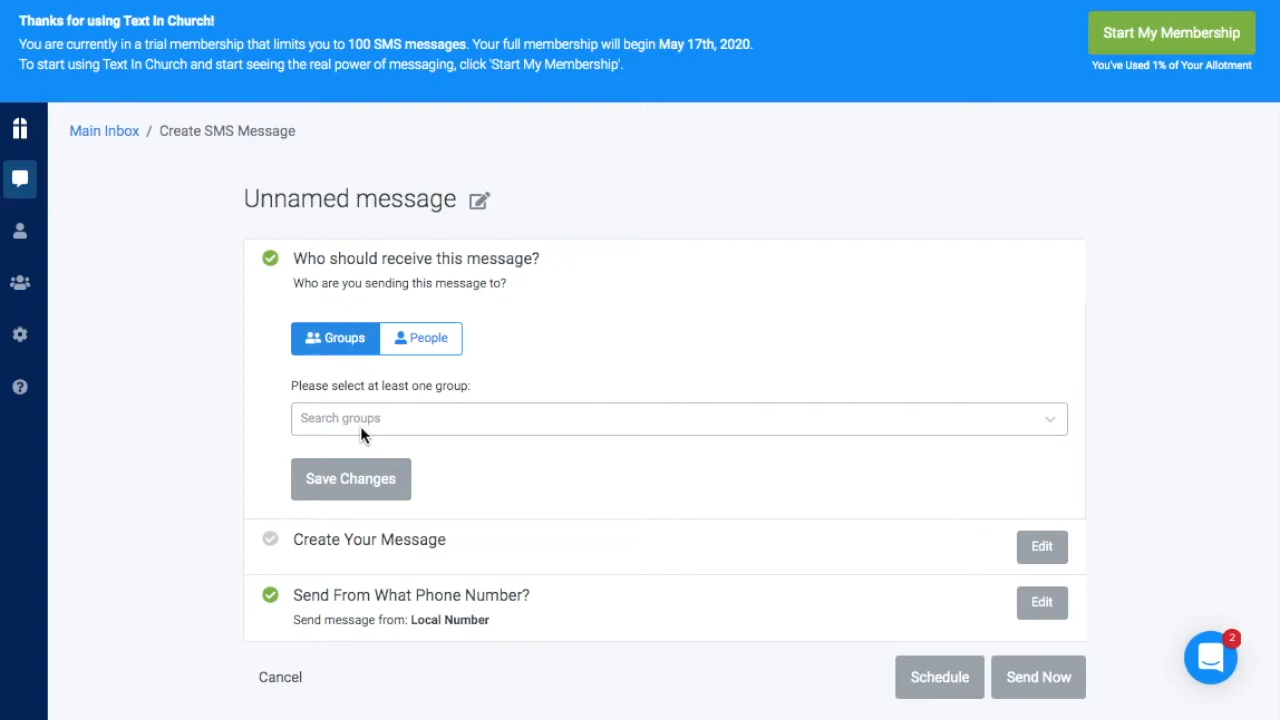 Thanks for using Text In Church!
You are currently in a trial membership that limits you to 100 SMS messages. Your full membership will begin May 17th, 2020.
To start using Text In Church and start seeing the real power of messaging, click 'Start My Membership'.
Start My Membership
You've Used 1% of Your Allotment
Main Inbox / Create SMS Message
Unnamed message
Who should receive this message?
Who are you sending this message to?
Groups People
Please select at least one group:
Search groups
Save Changes
Create Your Message Edit
Send From What Phone Number? Edit
Send message from: Local Number
2
Cancel Schedule Send Now